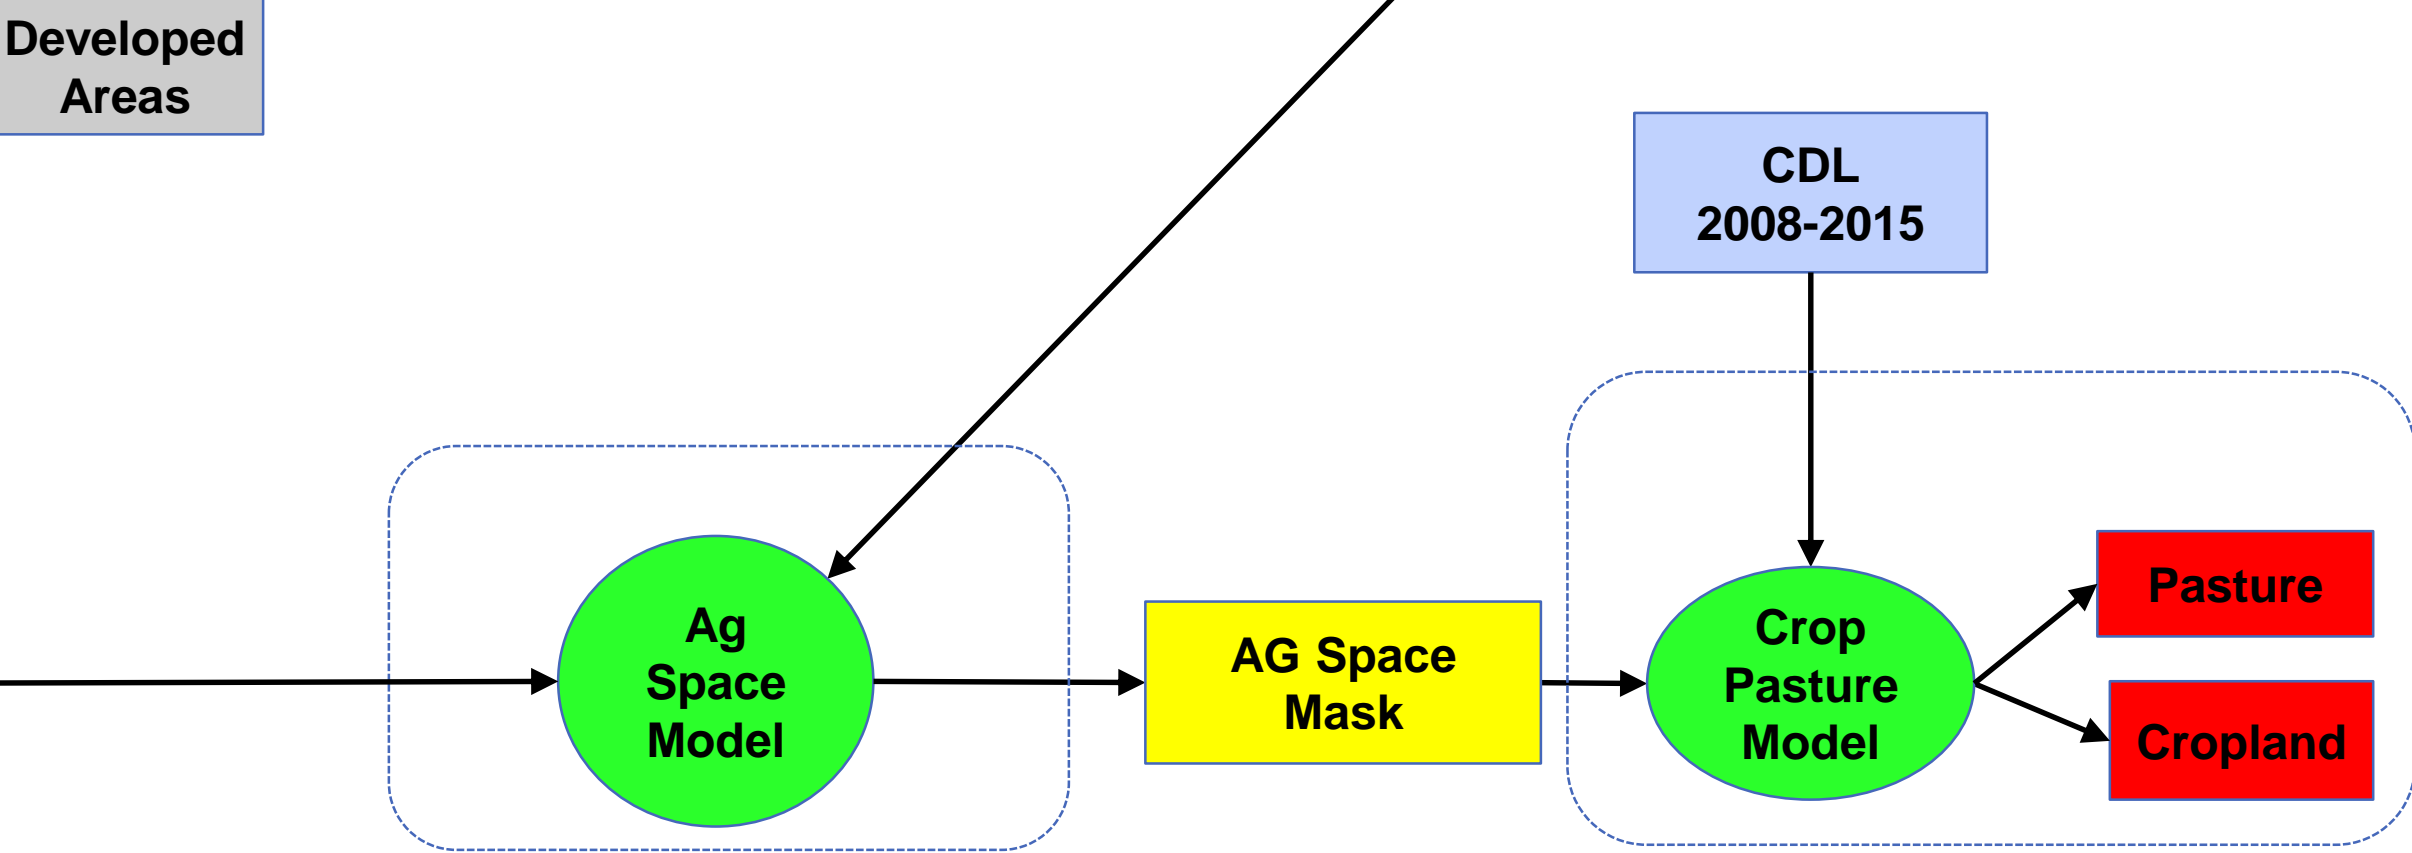 Developed
Areas
CDL
2008-2015
Ag
Space
Model
AG Space
Mask
Crop
Pasture
Model
Pasture
Cropland